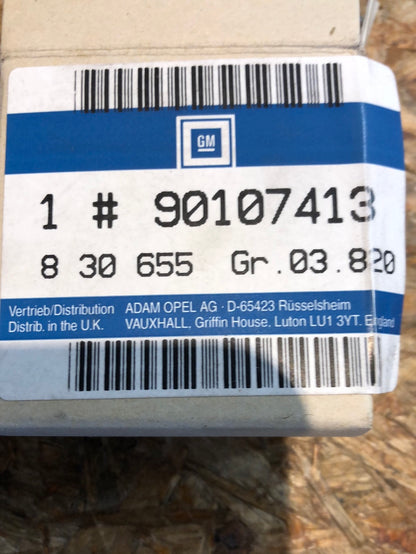 GM
1 # 90107413
8 30 655 Gr.03.820
Vertrieb/Distribution ADAM OPEL AG · D-65423 Rüsselsheim
Distrib. in the U.K. VAUXHALL, Griffin House, Luton LU1 3YT. England